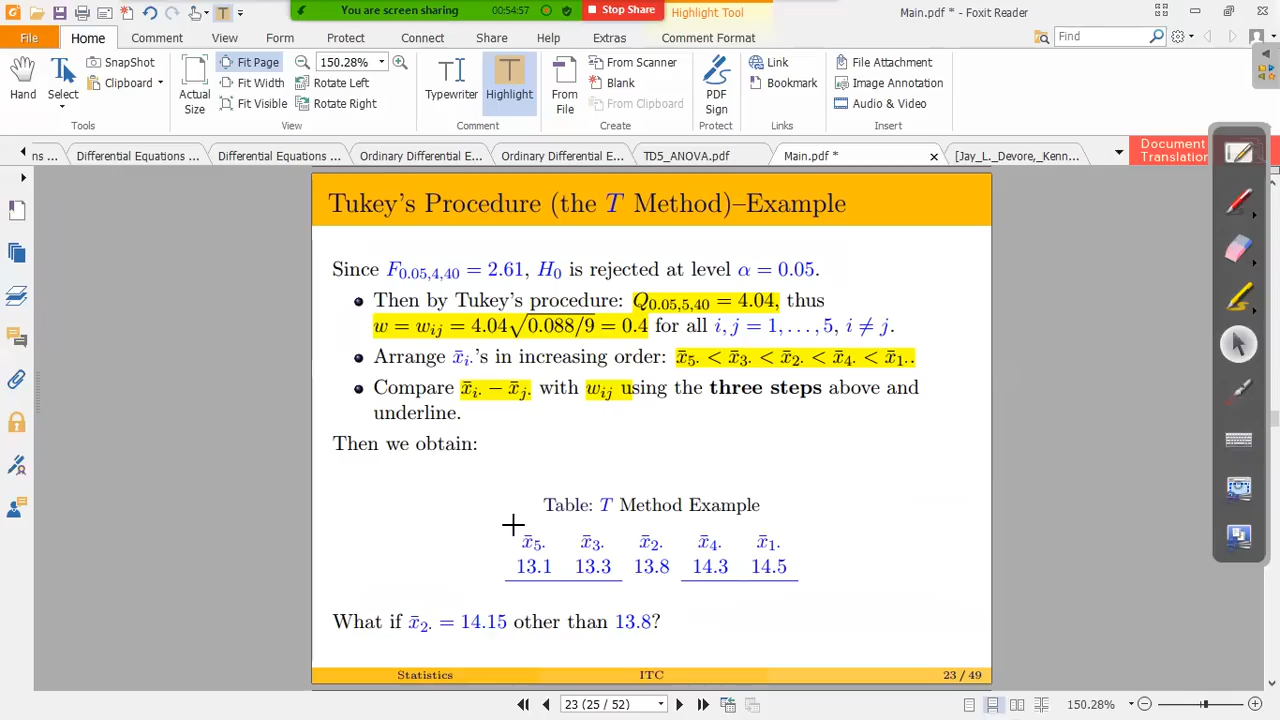 You are screen sharing 00:54:57 Stop Share Highlight Tool Main.pdf * - Foxit Reader
File Home Comment View Form Protect Connect Share Help Extras Comment Format Find
Hand Select SnapShot Clipboard Actual Size Fit Page Fit Width Fit Visible 150.28% Rotate Left Rotate Right Typewriter Highlight From File From Scanner Blank From Clipboard PDF Sign Link Bookmark File Attachment Image Annotation Audio & Video
Tools View Comment Create Protect Links Insert
ns ... Differential Equations ... Differential Equations ... Ordinary Differential E... Ordinary Differential E... TD5_ANOVA.pdf Main.pdf * [Jay_L._Devore,_Kenn... Document Translation
Tukey's Procedure (the T Method)–Example
Since F0.05,4,40 = 2.61, H0 is rejected at level α = 0.05.
Then by Tukey's procedure: Q0.05,5,40 = 4.04, thus
w = wij = 4.04√0.088/9 = 0.4 for all i, j = 1, . . . , 5, i ≠ j.
Arrange x̄i.'s in increasing order: x̄5. < x̄3. < x̄2. < x̄4. < x̄1..
Compare x̄i. − x̄j. with wij using the three steps above and
underline.
Then we obtain:
Table: T Method Example
x̄5. x̄3. x̄2. x̄4. x̄1.
13.1 13.3 13.8 14.3 14.5
What if x̄2. = 14.15 other than 13.8?
Statistics ITC 23 / 49
23 (25 / 52) 150.28%